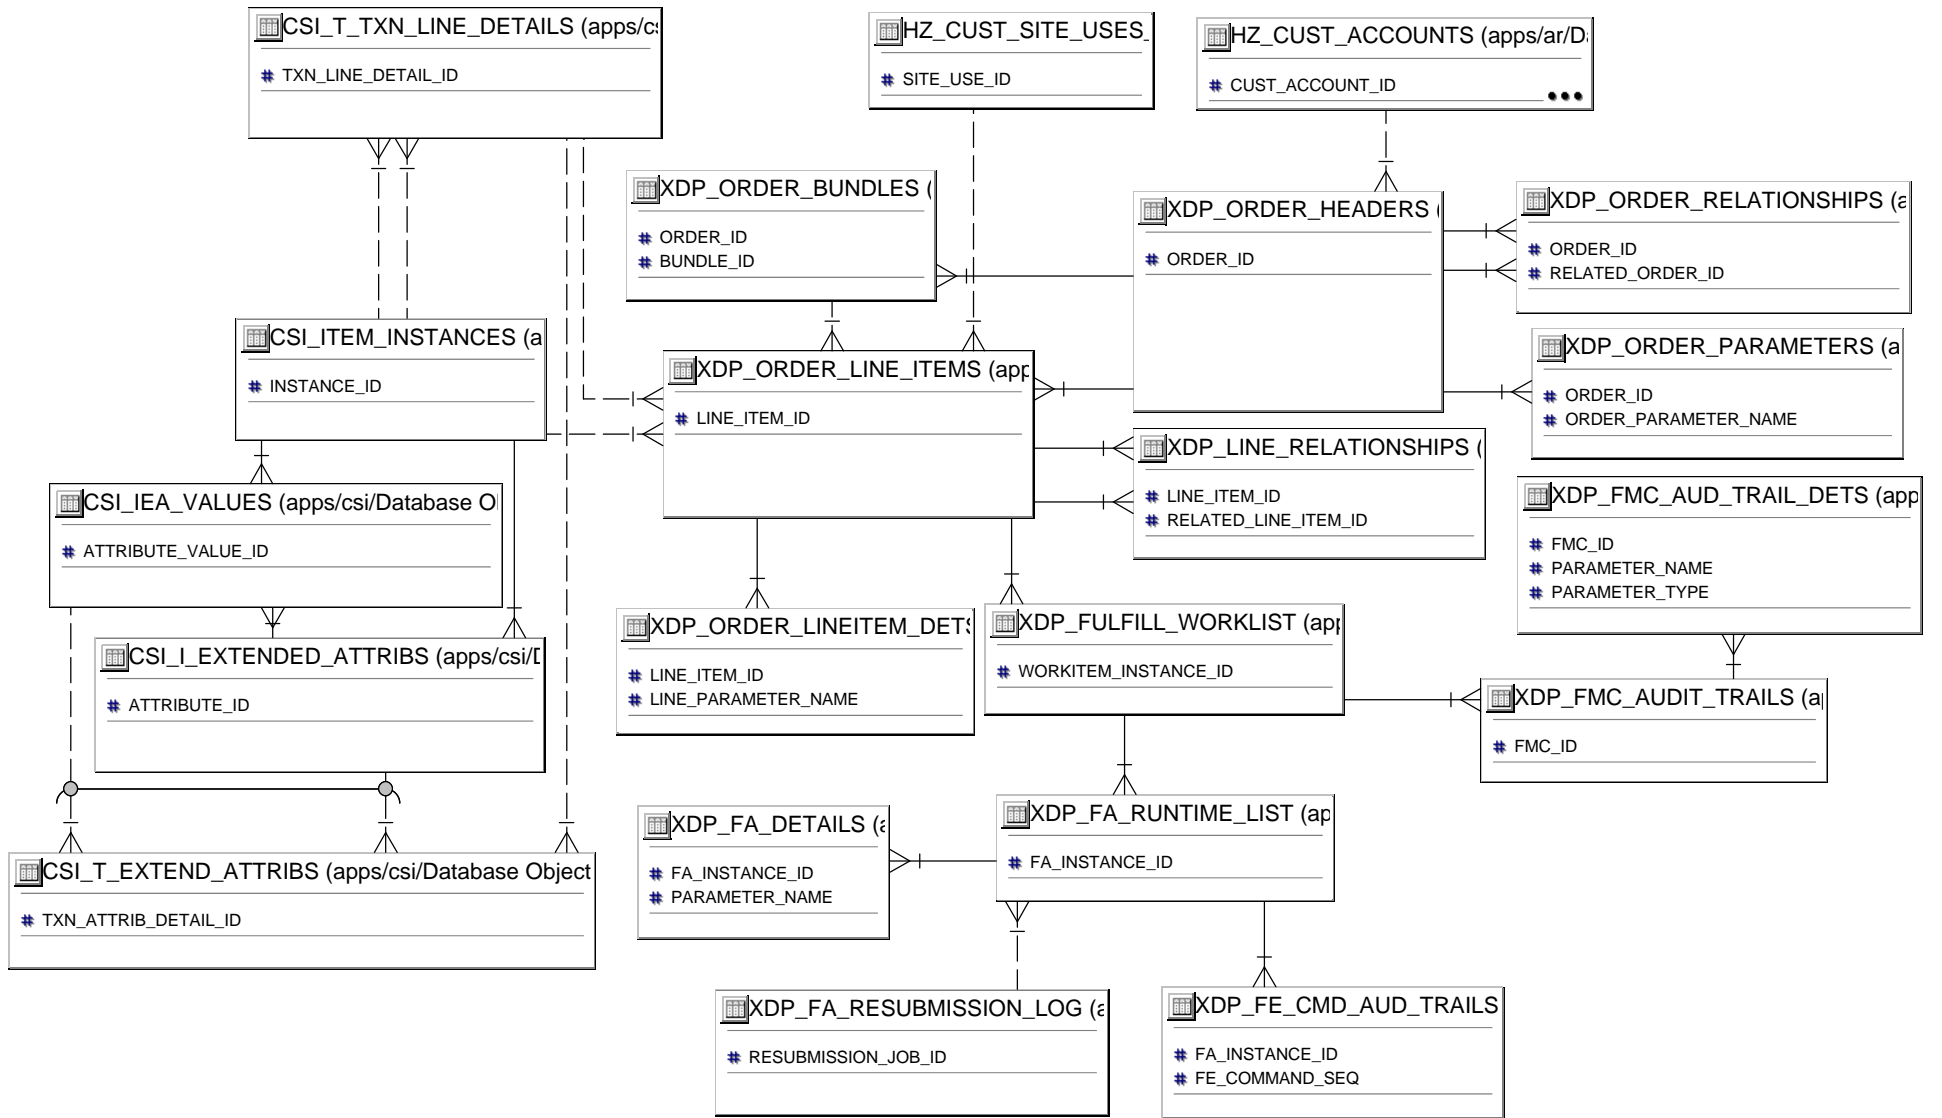 CSI_T_TXN_LINE_DETAILS (apps/cs
# TXN_LINE_DETAIL_ID
HZ_CUST_SITE_USES_
# SITE_USE_ID
HZ_CUST_ACCOUNTS (apps/ar/Da
# CUST_ACCOUNT_ID
XDP_ORDER_BUNDLES (
# ORDER_ID
# BUNDLE_ID
XDP_ORDER_HEADERS (
# ORDER_ID
XDP_ORDER_RELATIONSHIPS (a
# ORDER_ID
# RELATED_ORDER_ID
CSI_ITEM_INSTANCES (a
# INSTANCE_ID
XDP_ORDER_LINE_ITEMS (app
# LINE_ITEM_ID
XDP_ORDER_PARAMETERS (a
# ORDER_ID
# ORDER_PARAMETER_NAME
XDP_LINE_RELATIONSHIPS (
# LINE_ITEM_ID
# RELATED_LINE_ITEM_ID
CSI_IEA_VALUES (apps/csi/Database O
# ATTRIBUTE_VALUE_ID
XDP_FMC_AUD_TRAIL_DETS (app
# FMC_ID
# PARAMETER_NAME
# PARAMETER_TYPE
CSI_I_EXTENDED_ATTRIBS (apps/csi/D
# ATTRIBUTE_ID
XDP_ORDER_LINEITEM_DETS
# LINE_ITEM_ID
# LINE_PARAMETER_NAME
XDP_FULFILL_WORKLIST (app
# WORKITEM_INSTANCE_ID
XDP_FMC_AUDIT_TRAILS (a
# FMC_ID
CSI_T_EXTEND_ATTRIBS (apps/csi/Database Object
# TXN_ATTRIB_DETAIL_ID
XDP_FA_DETAILS (a
# FA_INSTANCE_ID
# PARAMETER_NAME
XDP_FA_RUNTIME_LIST (ap
# FA_INSTANCE_ID
XDP_FA_RESUBMISSION_LOG (a
# RESUBMISSION_JOB_ID
XDP_FE_CMD_AUD_TRAILS
# FA_INSTANCE_ID
# FE_COMMAND_SEQ